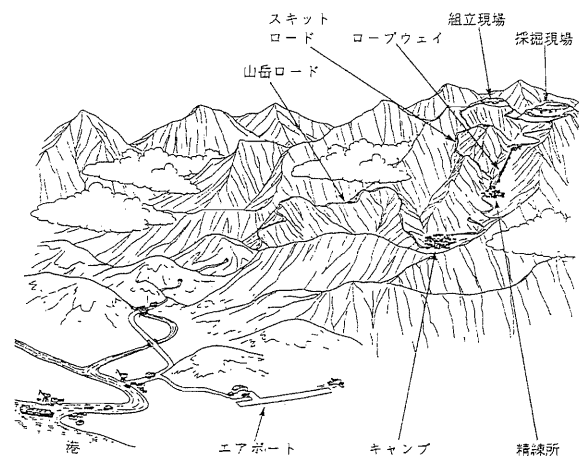 スキット
ロード
ロープウェイ
組立現場
採掘現場
山岳ロード
港
エアポート
キャンプ
精練所